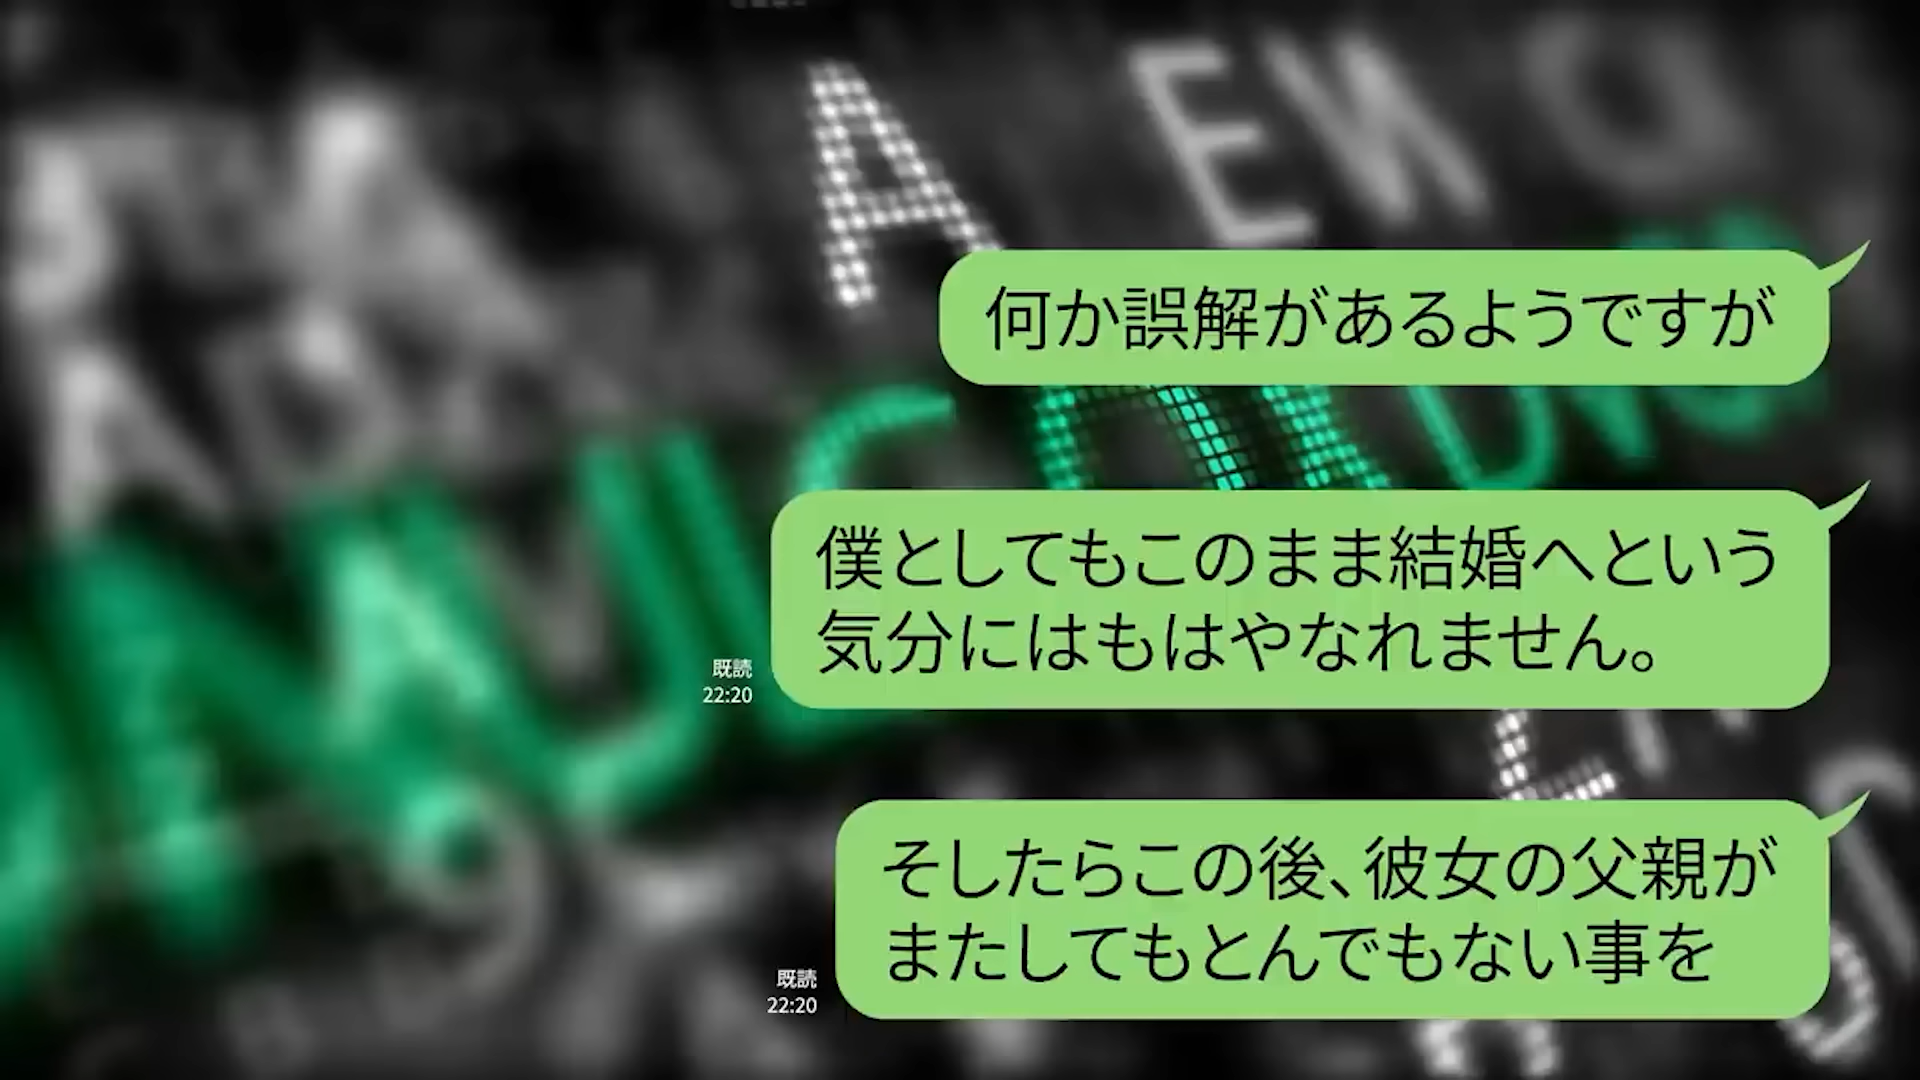 何か誤解があるようですが
僕としてもこのまま結婚へという
気分にはもはやなれません。
既読
22:20
そしたらこの後、彼女の父親が
またしてもとんでもない事を
既読
22:20